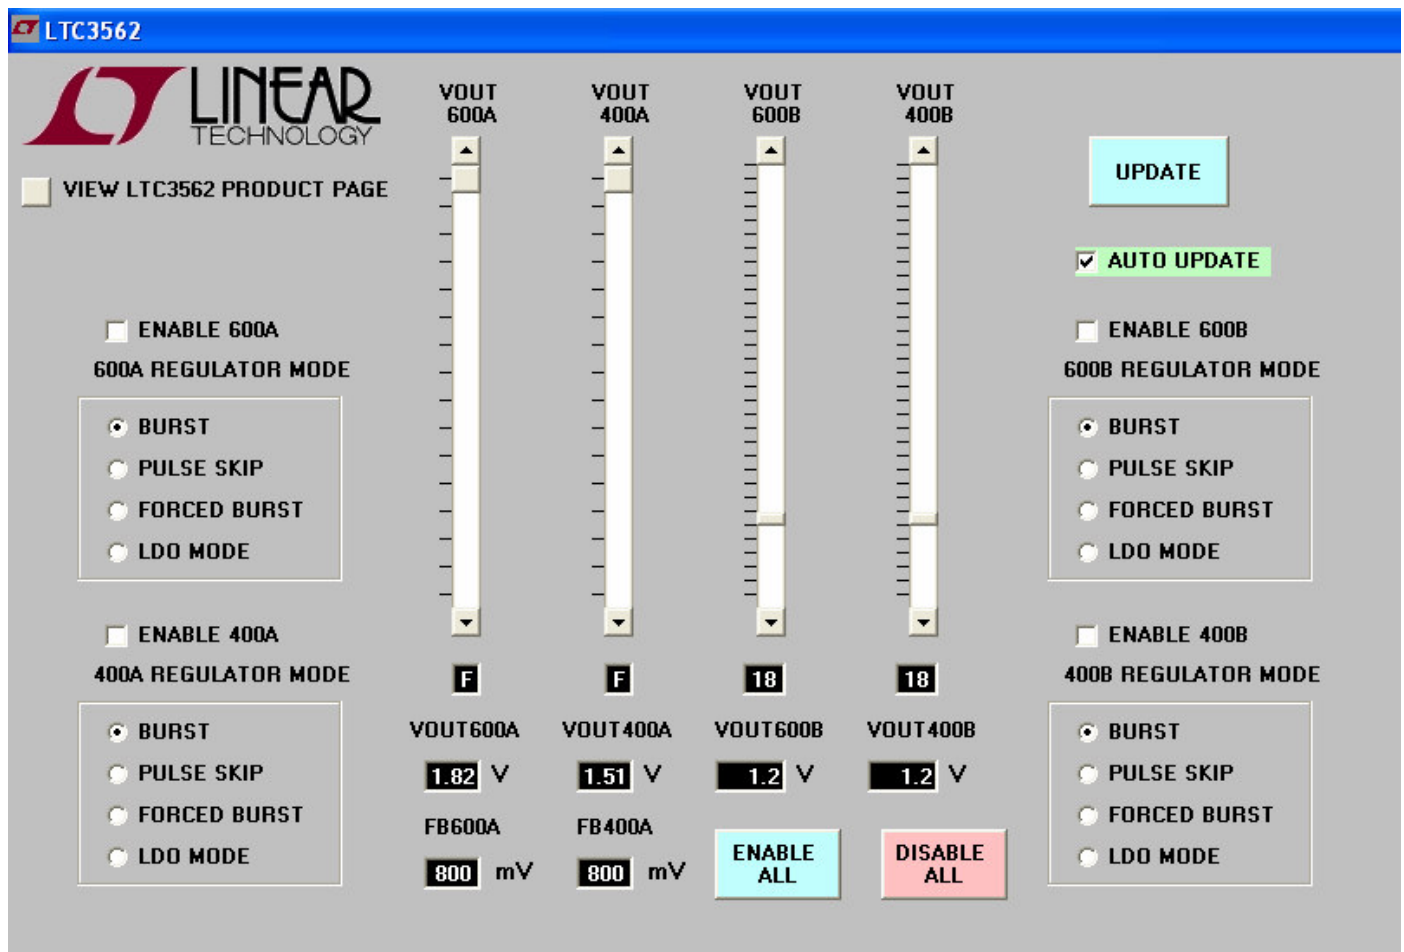 LTC3562
LINEAR
TECHNOLOGY
VIEW LTC3562 PRODUCT PAGE
VOUT
600A
VOUT
400A
VOUT
600B
VOUT
400B
UPDATE
AUTO UPDATE
ENABLE 600A
600A REGULATOR MODE
BURST
PULSE SKIP
FORCED BURST
LDO MODE
ENABLE 400A
400A REGULATOR MODE
BURST
PULSE SKIP
FORCED BURST
LDO MODE
F
F
18
18
VOUT600A
1.82 V
VOUT400A
1.51 V
VOUT600B
1.2 V
VOUT400B
1.2 V
FB600A
800 mV
FB400A
800 mV
ENABLE
ALL
DISABLE
ALL
ENABLE 600B
600B REGULATOR MODE
BURST
PULSE SKIP
FORCED BURST
LDO MODE
ENABLE 400B
400B REGULATOR MODE
BURST
PULSE SKIP
FORCED BURST
LDO MODE